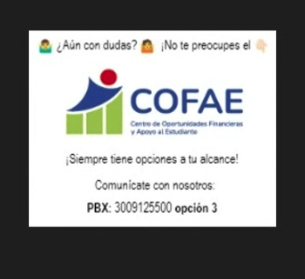 🤷‍♂️ ¿Aún con dudas? 🤷 ¡No te preocupes el 👇🏻
COFAE
Centro de Oportunidades Financieras
y Apoyo al Estudiante
¡Siempre tiene opciones a tu alcance!
Comunícate con nosotros:
PBX: 3009125500 opción 3